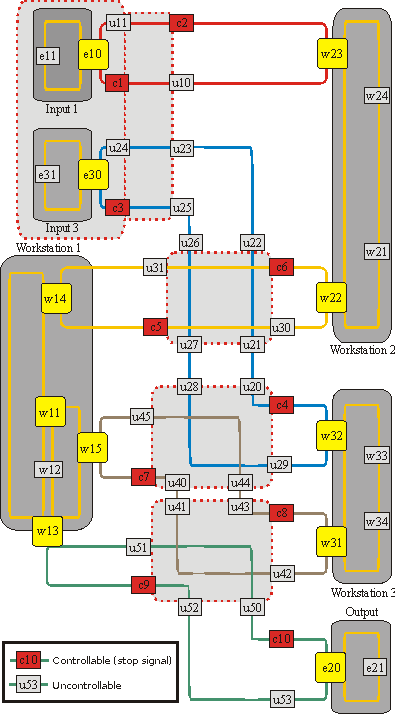 u11
c2
e11
e10
w23
c1
u10
w24
Input 1
u24
u23
e31
e30
c3
u25
Input 3
u26
u22
w21
Workstation 1
u31
c6
w14
w22
c5
u30
u27
u21
Workstation 2
u28
u20
c4
w11
u45
w32
w15
w33
w12
u29
c7
u40
u44
u41
u43
c8
w34
w13
w31
u51
u42
c9
Workstation 3
u52
u50
Output
c10
c10 Controllable (stop signal)
e20
e21
u53 Uncontrollable
u53